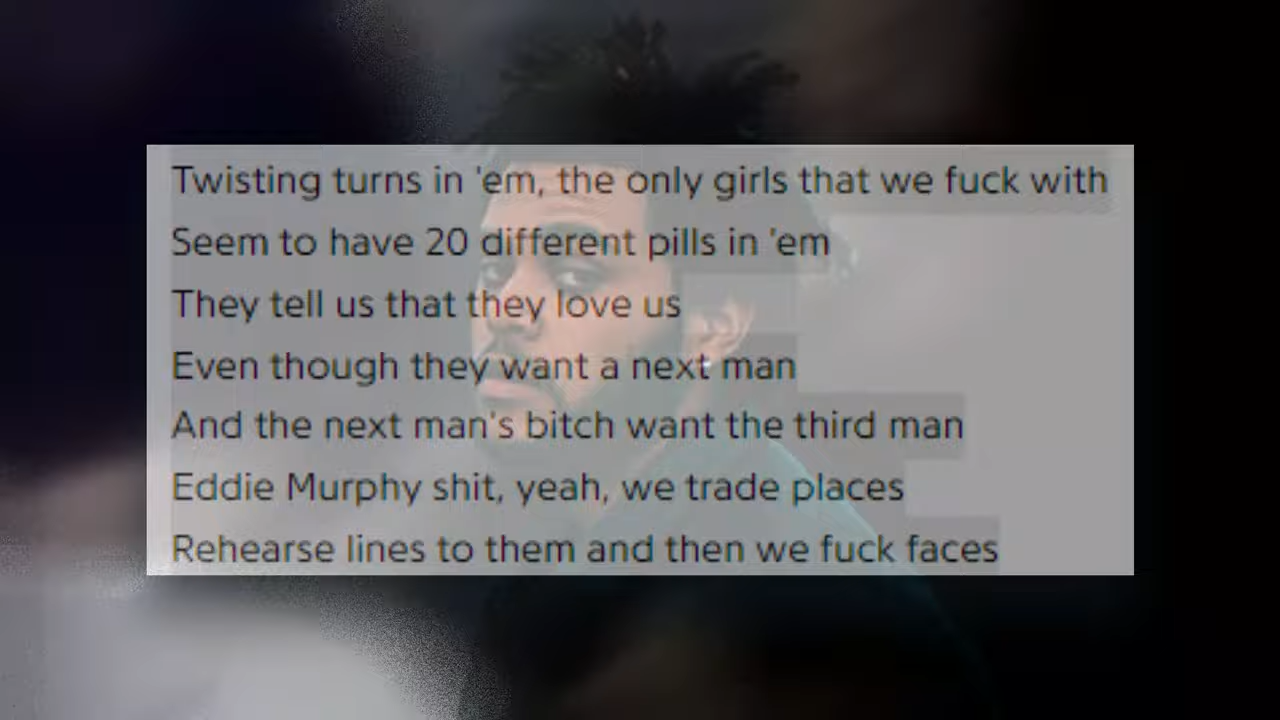 Twisting turns in 'em, the only girls that we fuck with
Seem to have 20 different pills in 'em
They tell us that they love us
Even though they want a next man
And the next man's bitch want the third man
Eddie Murphy shit, yeah, we trade places
Rehearse lines to them and then we fuck faces